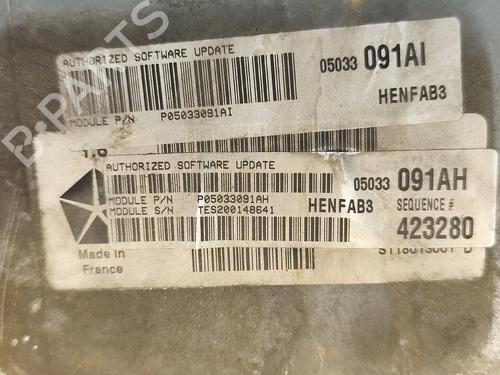 AUTHORIZED SOFTWARE UPDATE
05033 091AI
MODULE P/N P05033091AI
HENFAB3
B-PARTS
AUTHORIZED SOFTWARE UPDATE
05033 091AH
MODULE P/N P05033091AH
MODULE S/N TES200148641
HENFAB3
SEQUENCE #
423280
Made in
France